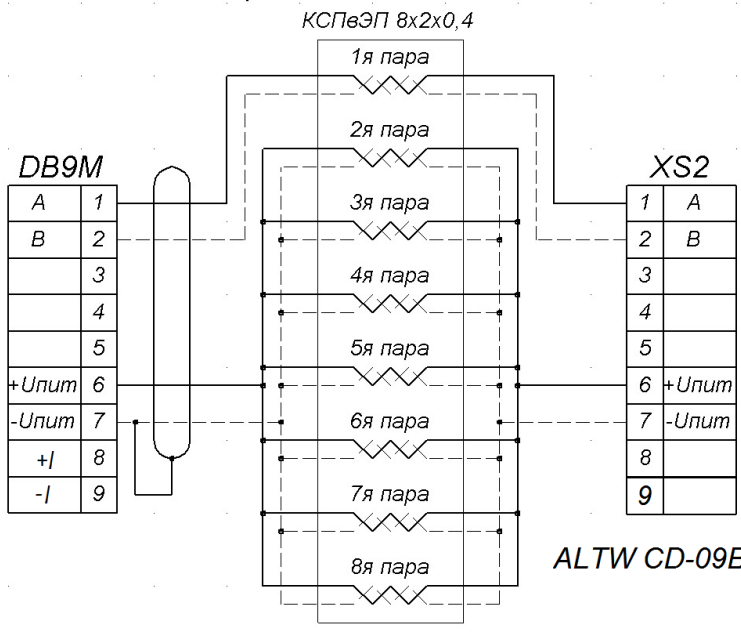 КСПвЭП 8х2х0,4
1я пара
2я пара
3я пара
4я пара
5я пара
6я пара
7я пара
8я пара
DB9M
A 1
B 2
3
4
5
+Uпит 6
-Uпит 7
+I 8
-I 9
XS2
1 A
2 B
3
4
5
6 +Uпит
7 -Uпит
8
9
ALTW CD-09B